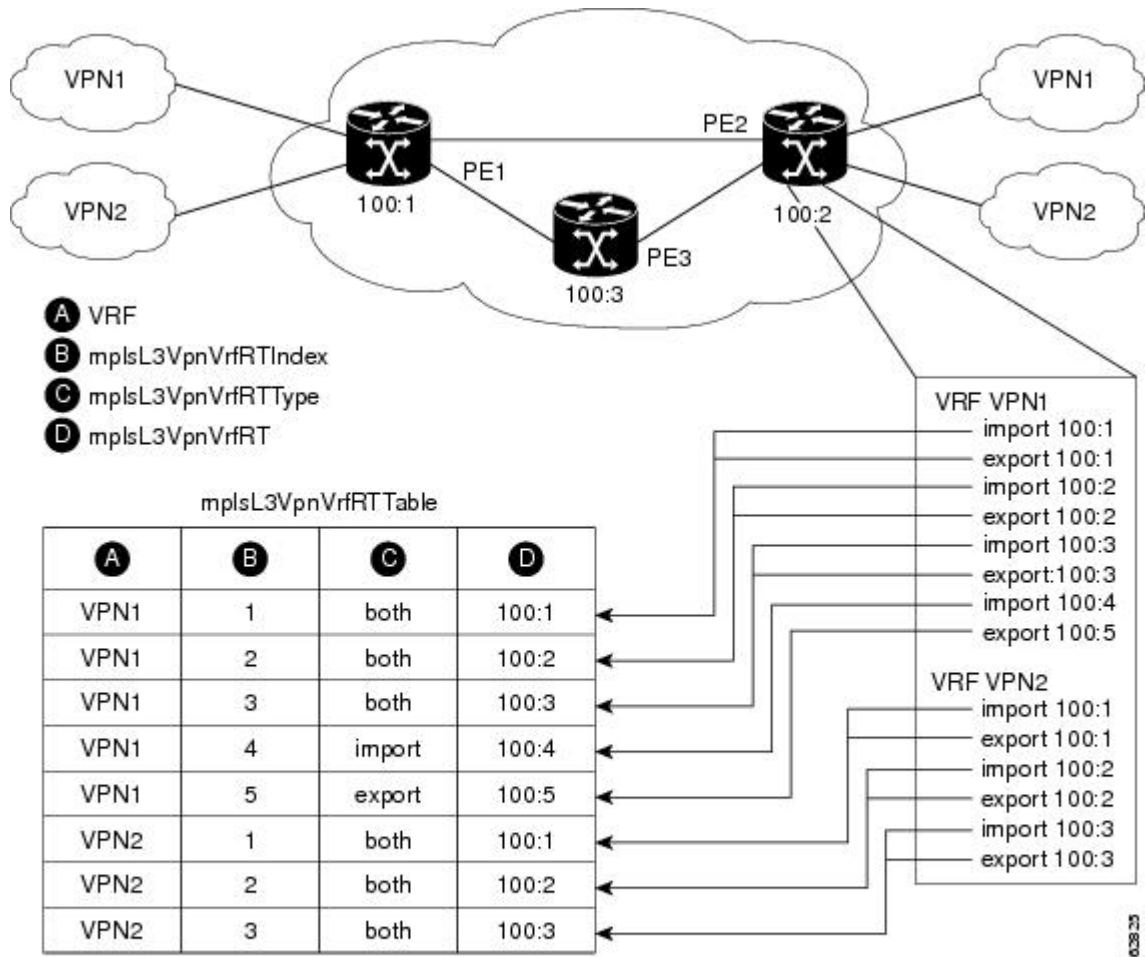 VPN1
VPN2
PE1
PE2
PE3
100:1
100:2
100:3
VPN1
VPN2
A VRF
B mplsL3VpnVrfRTIndex
C mplsL3VpnVrfRTType
D mplsL3VpnVrfRT
VRF VPN1
import 100:1
export 100:1
import 100:2
export 100:2
import 100:3
export:100:3
import 100:4
export 100:5
VRF VPN2
import 100:1
export 100:1
import 100:2
export 100:2
import 100:3
export 100:3
mplsL3VpnVrfRTTable
A B C D
VPN1 1 both 100:1
VPN1 2 both 100:2
VPN1 3 both 100:3
VPN1 4 import 100:4
VPN1 5 export 100:5
VPN2 1 both 100:1
VPN2 2 both 100:2
VPN2 3 both 100:3